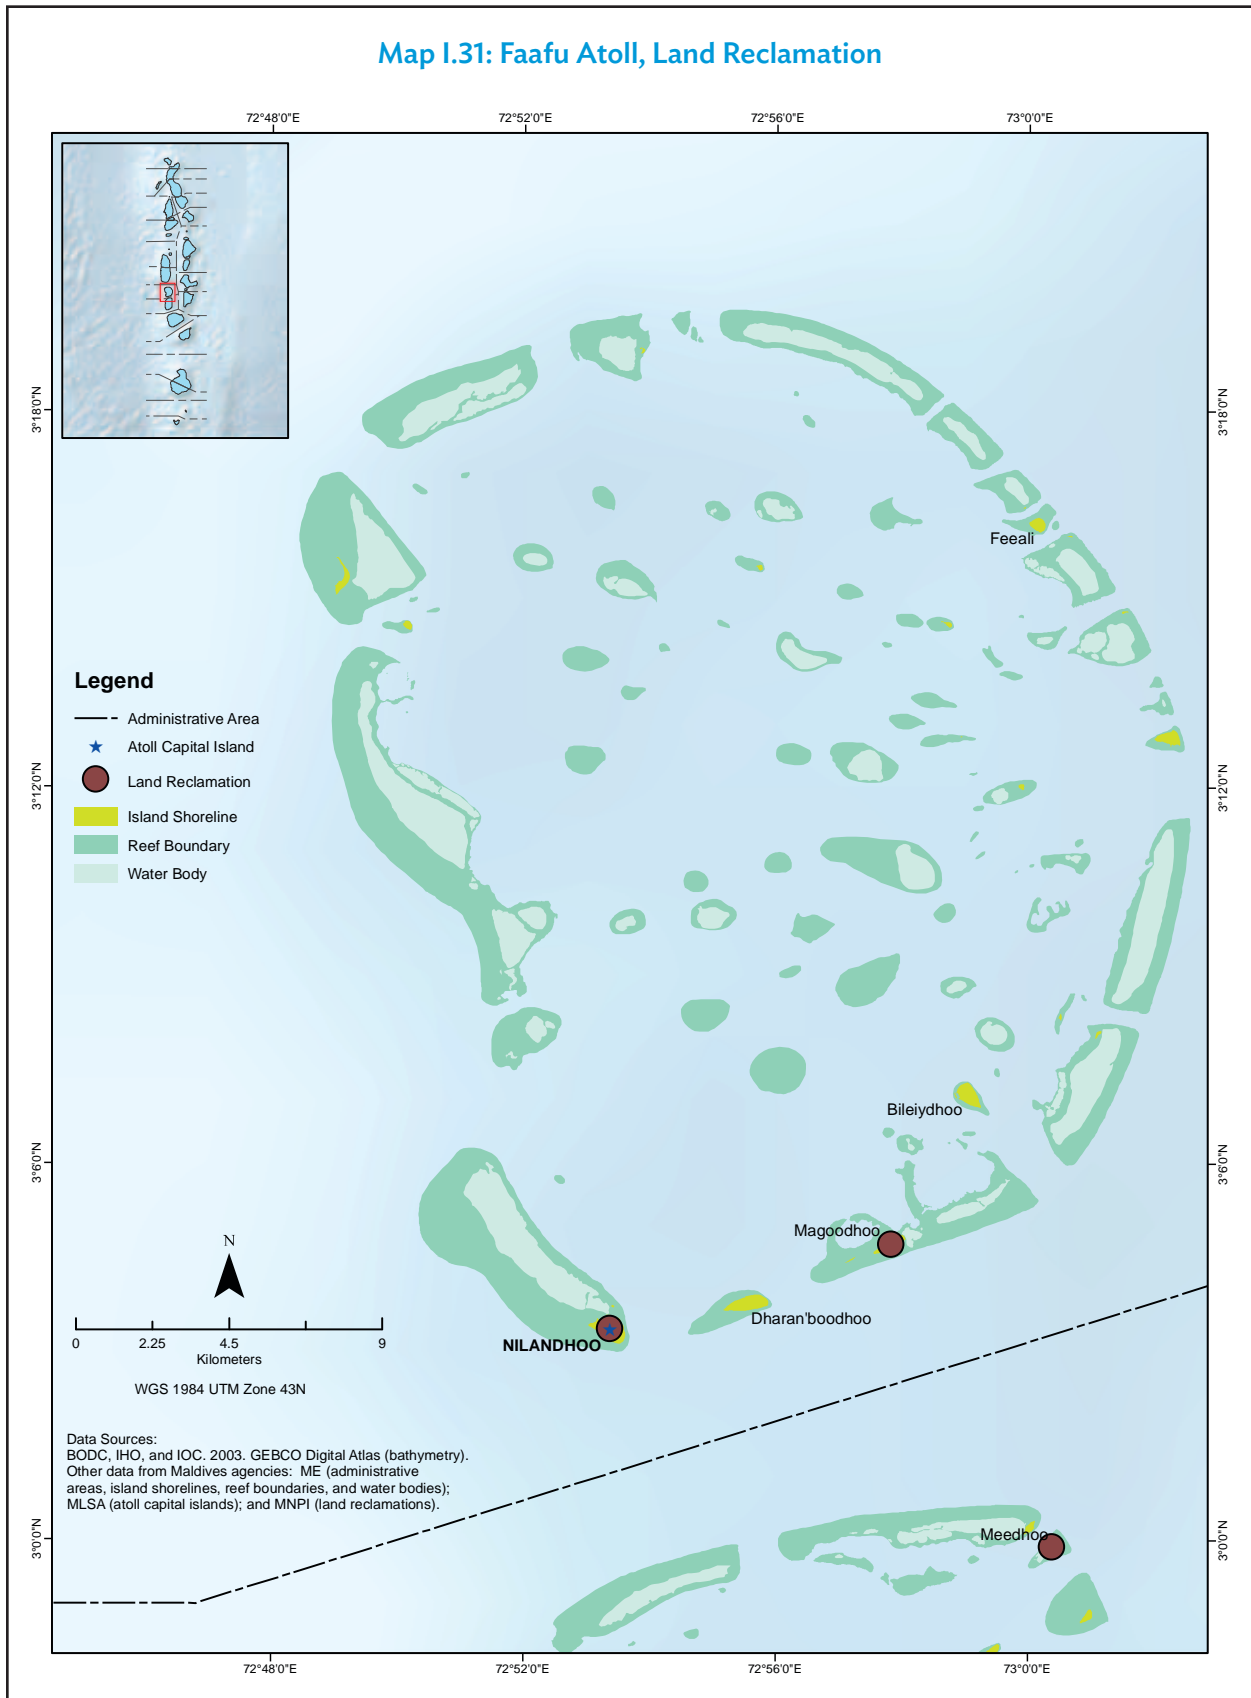 Map I.31: Faafu Atoll, Land Reclamation
72°48'0"E
72°52'0"E
72°56'0"E
73°0'0"E
3°18'0"N
3°18'0"N
Feeali
Legend
Administrative Area
Atoll Capital Island
Land Reclamation
Island Shoreline
Reef Boundary
Water Body
3°12'0"N
3°12'0"N
Bileiydhoo
3°6'0"N
3°6'0"N
Magoodhoo
N
Dharan'boodhoo
NILANDHOO
0 2.25 4.5 9
Kilometers
WGS 1984 UTM Zone 43N
Data Sources:
BODC, IHO, and IOC. 2003. GEBCO Digital Atlas (bathymetry).
Other data from Maldives agencies: ME (administrative
areas, island shorelines, reef boundaries, and water bodies);
MLSA (atoll capital islands); and MNPI (land reclamations).
3°0'0"N
3°0'0"N
Meedhoo
72°48'0"E
72°52'0"E
72°56'0"E
73°0'0"E